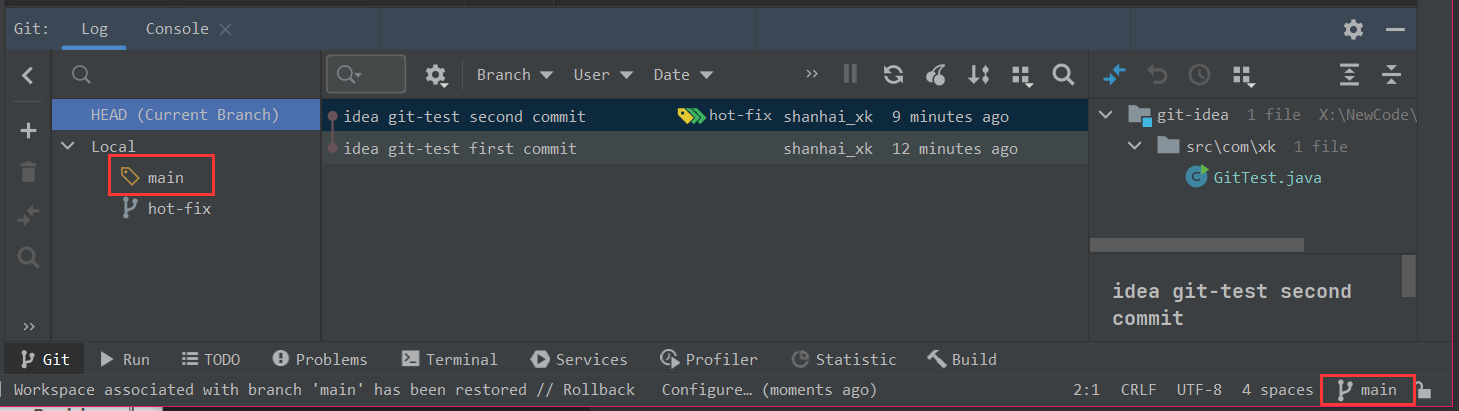 Git: Log Console
Branch User Date
HEAD (Current Branch)
Local
main
hot-fix
idea git-test second commit hot-fix shanhai_xk 9 minutes ago
idea git-test first commit shanhai_xk 12 minutes ago
git-idea 1 file X:\NewCode\
src\com\xk 1 file
GitTest.java
idea git-test second
commit
Git Run TODO Problems Terminal Services Profiler Statistic Build
Workspace associated with branch 'main' has been restored // Rollback Configure... (moments ago) 2:1 CRLF UTF-8 4 spaces main